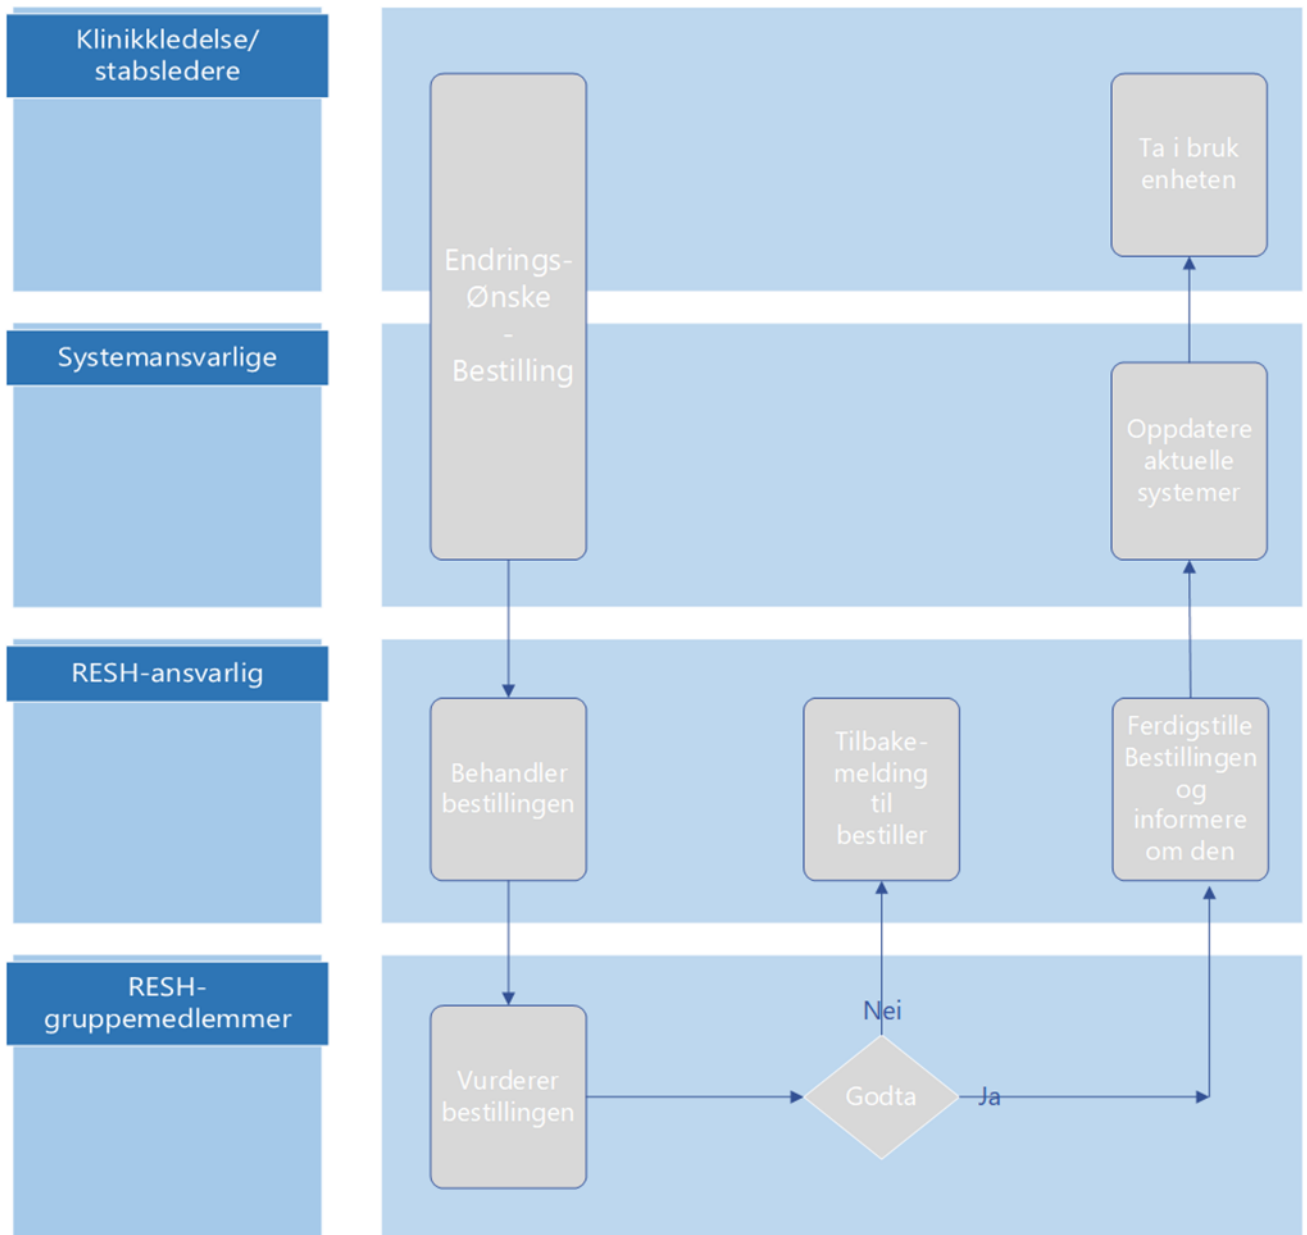 Klinikkledelse/
stabsledere
Endrings-
Ønske
-
Bestilling
Ta i bruk
enheten
Systemansvarlige
Oppdatere
aktuelle
systemer
RESH-ansvarlig
Behandler
bestillingen
Tilbake-
melding
til
bestiller
Ferdigstille
Bestillingen
og
informere
om den
RESH-
gruppemedlemmer
Vurderer
bestillingen
Nei
Godta
Ja